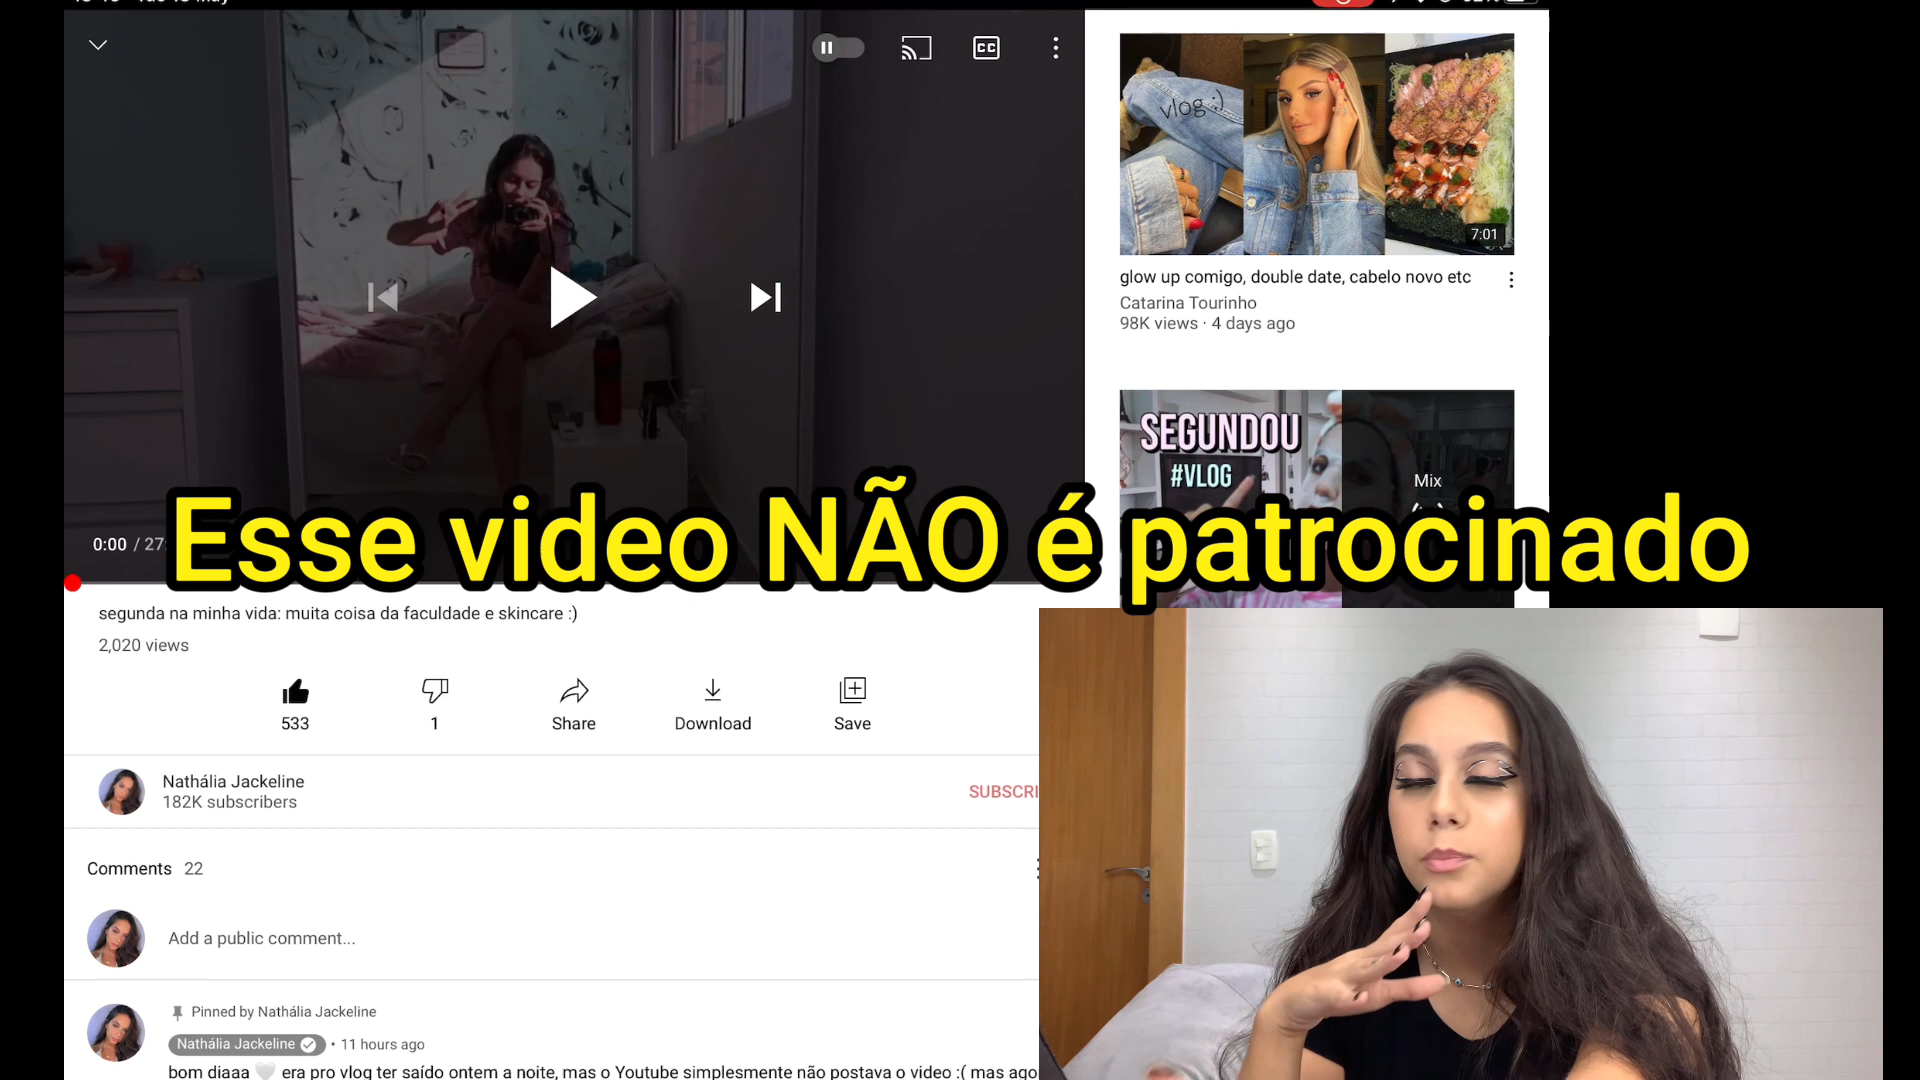 vlog :)
7:01
glow up comigo, double date, cabelo novo etc
Catarina Tourinho
98K views · 4 days ago
SEGUNDOU
#VLOG
Mix
Esse video NÃO é patrocinado
0:00 / 27:
segunda na minha vida: muita coisa da faculdade e skincare :)
2,020 views
533
1
Share
Download
Save
Nathália Jackeline
182K subscribers
SUBSCRI
Comments 22
Add a public comment...
Pinned by Nathália Jackeline
Nathália Jackeline • 11 hours ago
bom diaaa 🤍 era pro vlog ter saído ontem a noite, mas o Youtube simplesmente não postava o video :( mas ago
CC